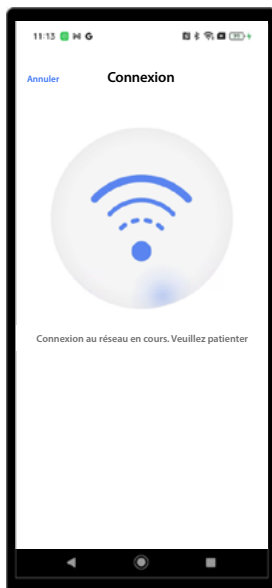 11:13 G
Annuler Connexion
Connexion au réseau en cours. Veuillez patienter